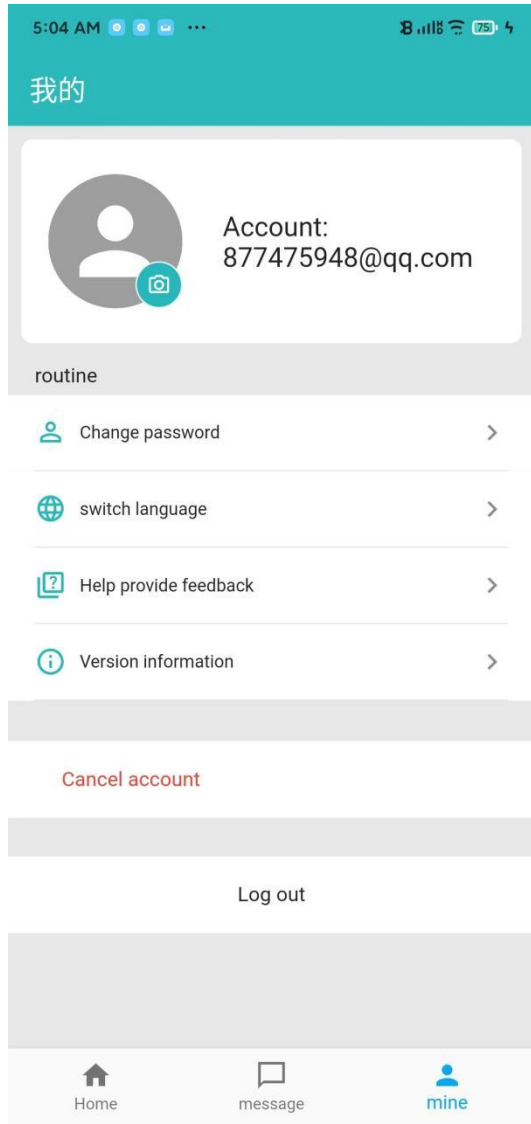 5:04 AM
75
我的
Account:
877475948@qq.com
routine
Change password
switch language
Help provide feedback
Version information
Cancel account
Log out
Home
message
mine